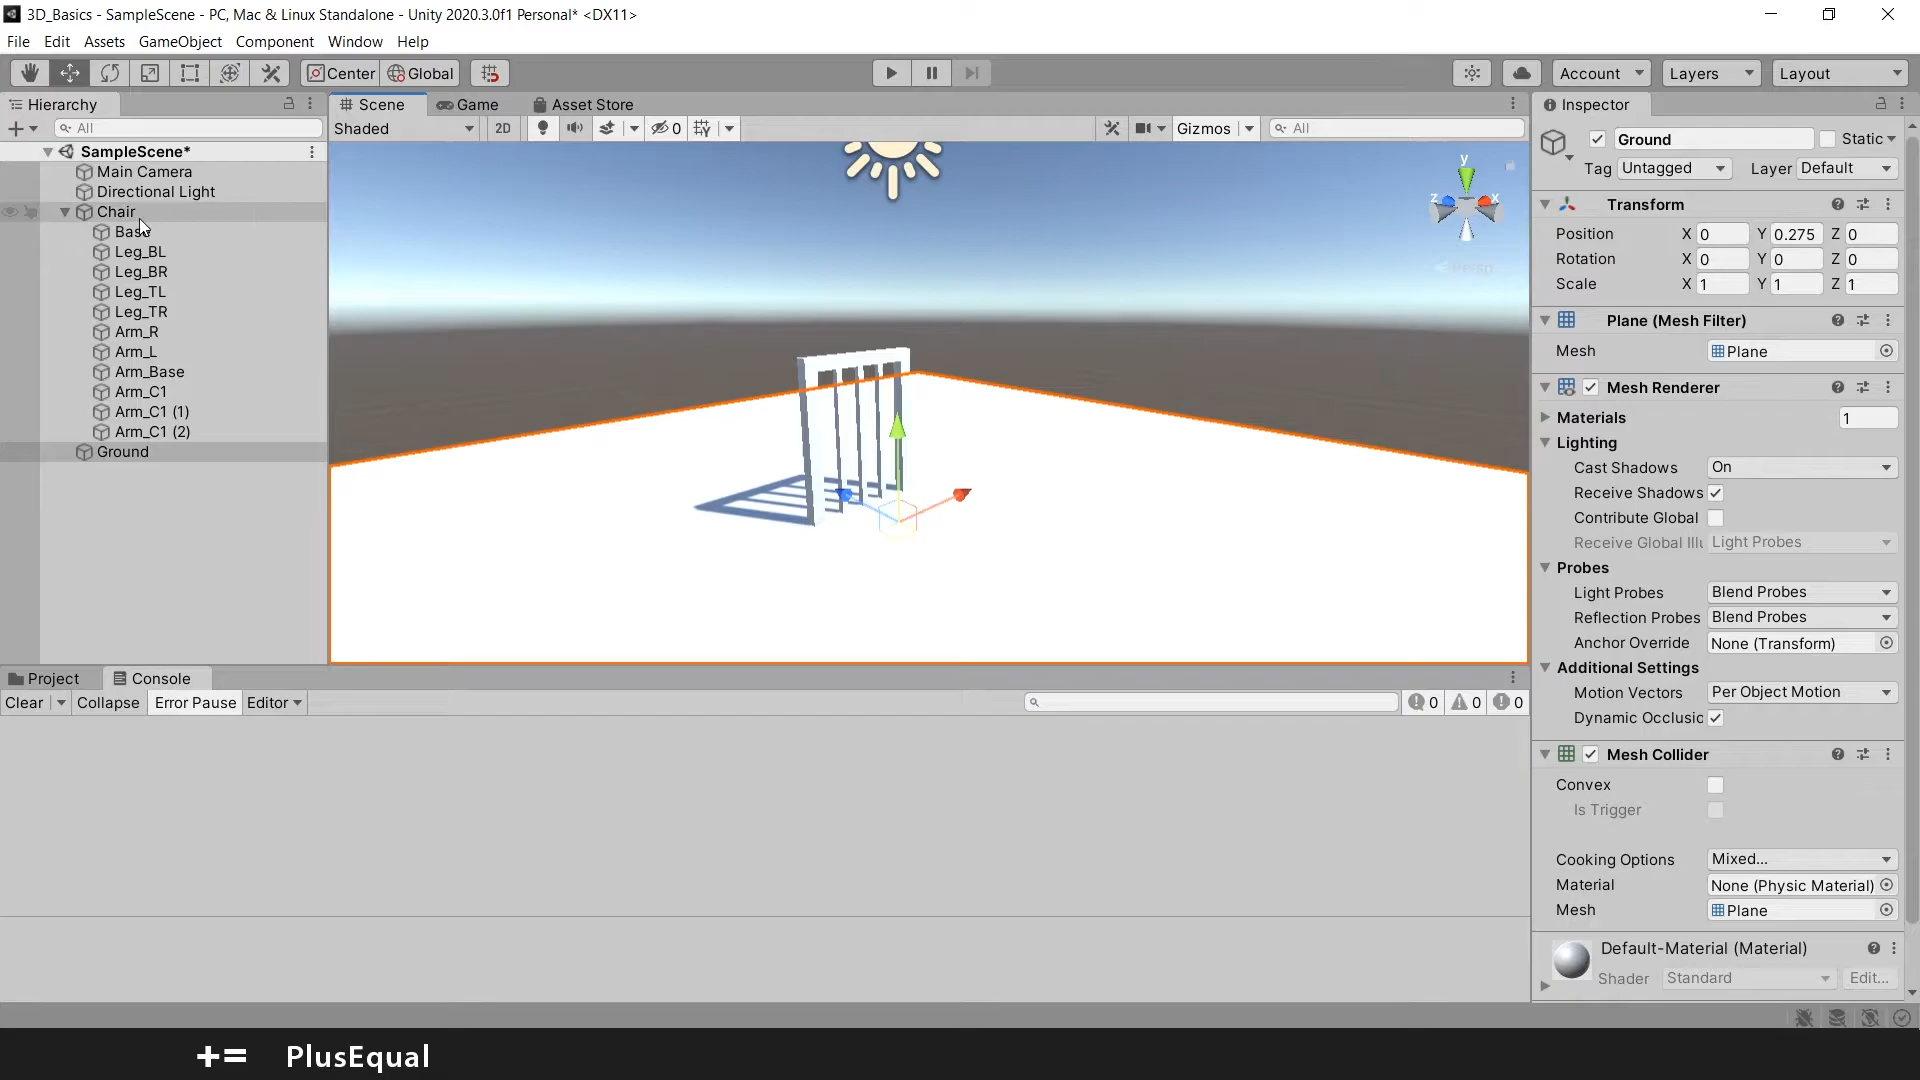 3D_Basics - SampleScene - PC, Mac & Linux Standalone - Unity 2020.3.0f1 Personal* <DX11>
File Edit Assets GameObject Component Window Help
Center Global Account Layers Layout
Hierarchy
All
SampleScene*
Main Camera
Directional Light
Chair
Base
Leg_BL
Leg_BR
Leg_TL
Leg_TR
Arm_R
Arm_L
Arm_Base
Arm_C1
Arm_C1 (1)
Arm_C1 (2)
Ground
Scene Game Asset Store
Shaded 2D 0 Gizmos All
y
z x
Persp
Inspector
Ground Static
Tag Untagged Layer Default
Transform
Position X 0 Y 0.275 Z 0
Rotation X 0 Y 0 Z 0
Scale X 1 Y 1 Z 1
Plane (Mesh Filter)
Mesh Plane
Mesh Renderer
Materials 1
Lighting
Cast Shadows On
Receive Shadows
Contribute Global
Receive Global Illu Light Probes
Probes
Light Probes Blend Probes
Reflection Probes Blend Probes
Anchor Override None (Transform)
Additional Settings
Motion Vectors Per Object Motion
Dynamic Occlusic
Mesh Collider
Convex
Is Trigger
Cooking Options Mixed...
Material None (Physic Material)
Mesh Plane
Default-Material (Material)
Shader Standard Edit...
Project Console
Clear Collapse Error Pause Editor 0 0 0
+= PlusEqual